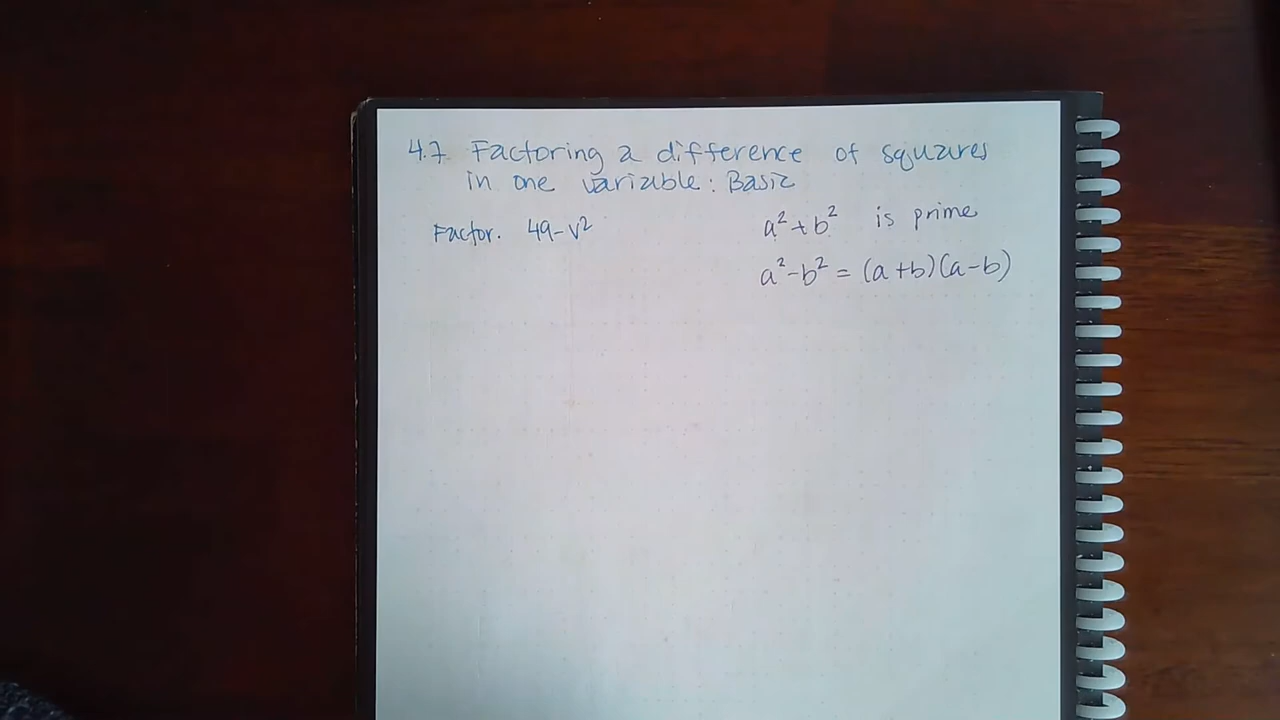 4.7 Factoring a difference of squares
in one variable: Basic
Factor. 49-v²
a²+b² is prime
a²-b² = (a+b)(a-b)